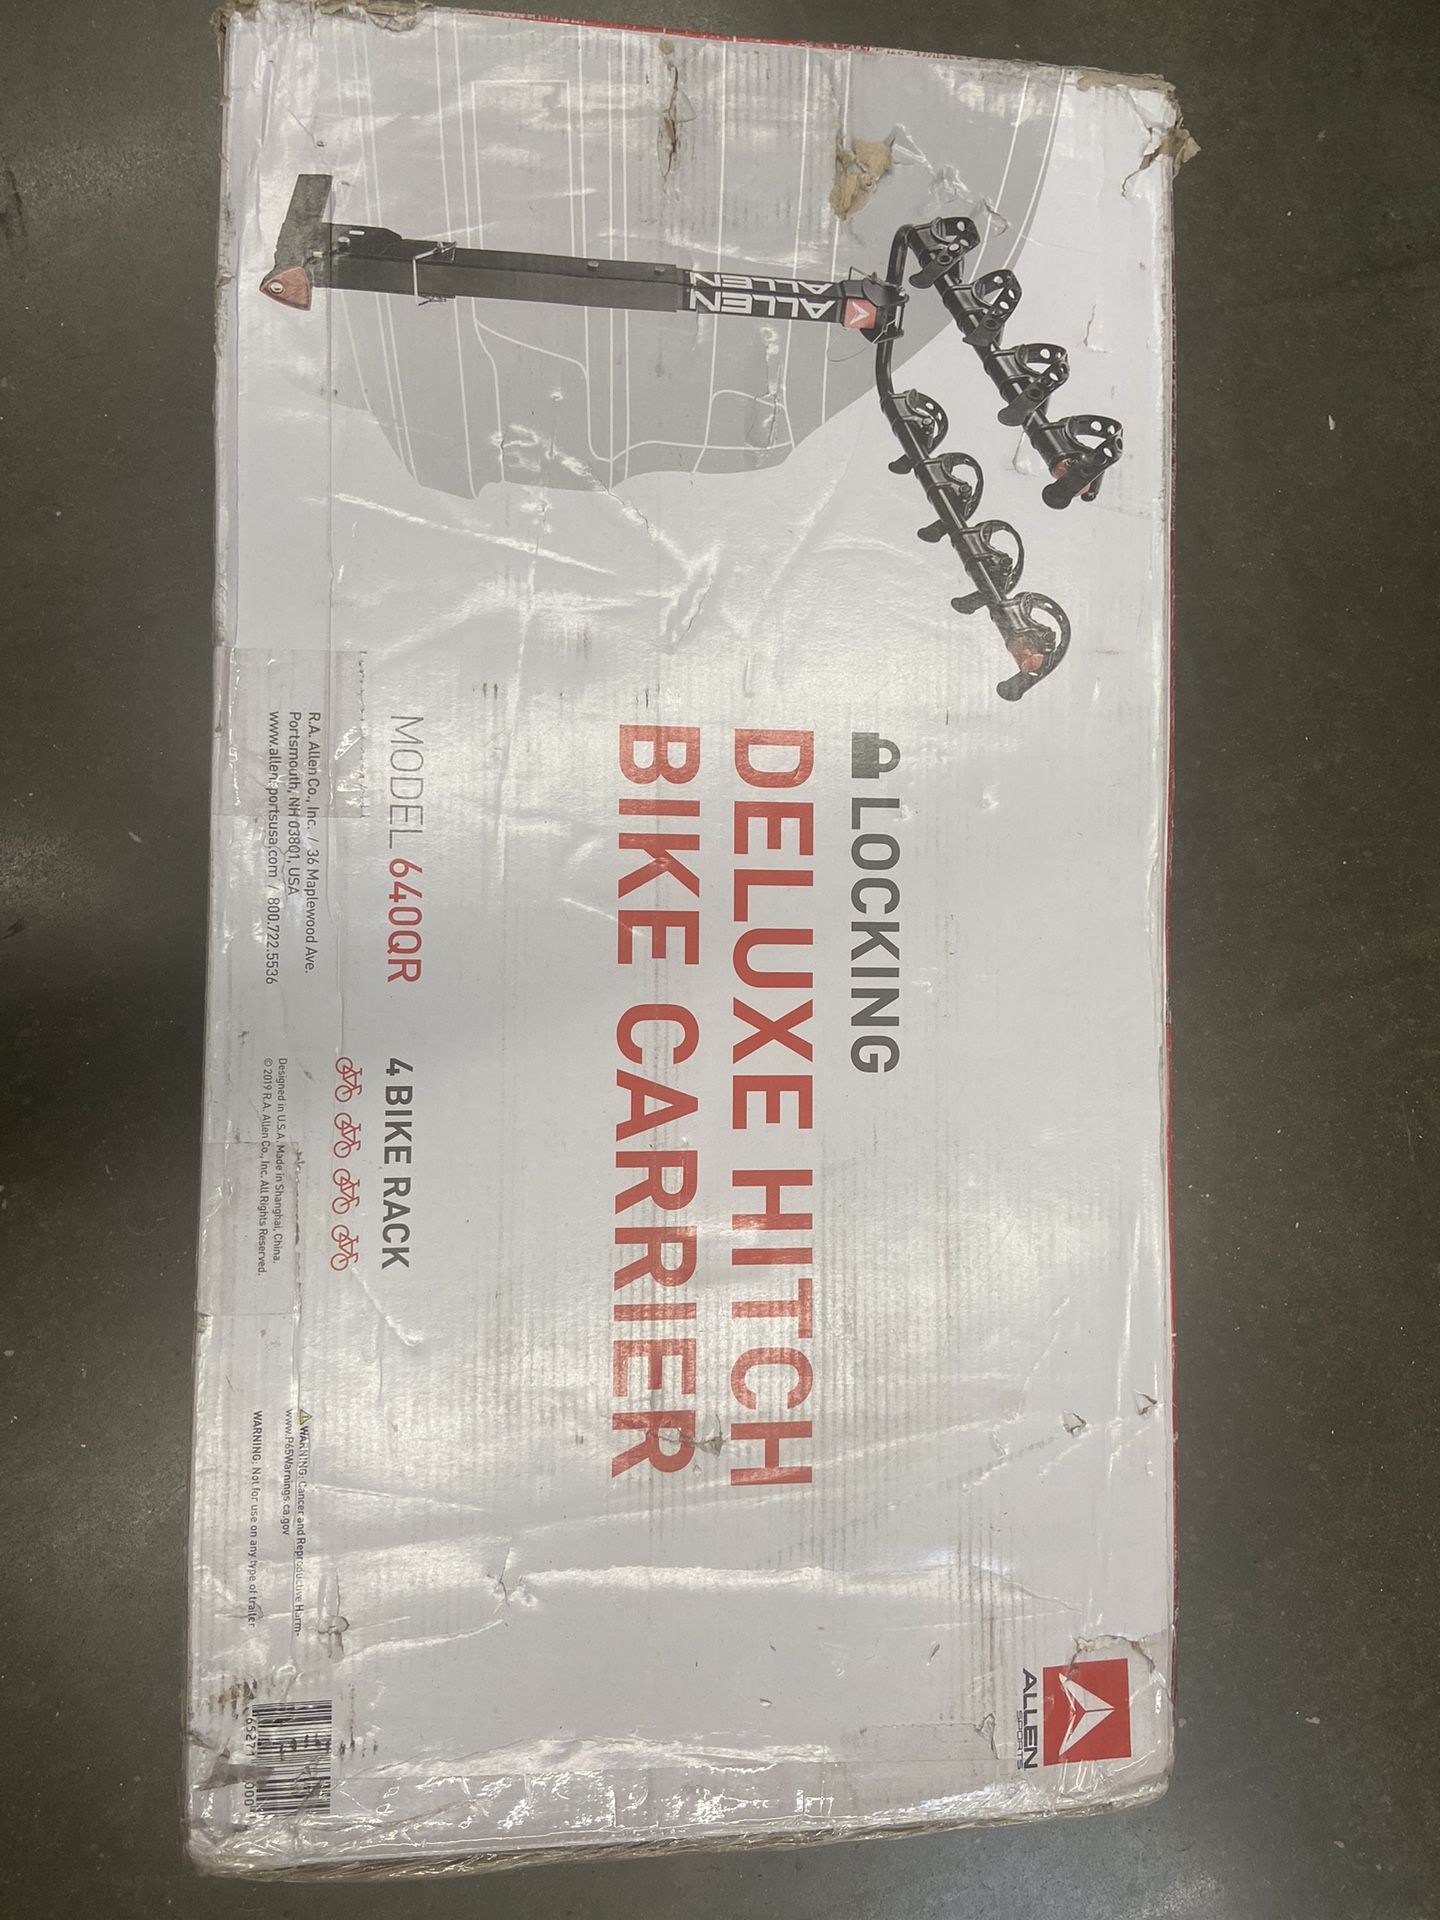 ALLEN
ALLEN
LOCKING
DELUXE HITCH
BIKE CARRIER
MODEL 640QR
4 BIKE RACK
R.A. Allen Co., Inc. / 36 Maplewood Ave.
Portsmouth, NH 03801, USA
www.allensportsusa.com / 800.722.5536
Designed in U.S.A. Made in Shanghai, China.
© 2019 R.A. Allen Co., Inc. All Rights Reserved.
WARNING: Cancer and Reproductive Harm-
www.P65Warnings.ca.gov
WARNING: Not for use on any type of trailer
ALLEN
SPORTS
65271